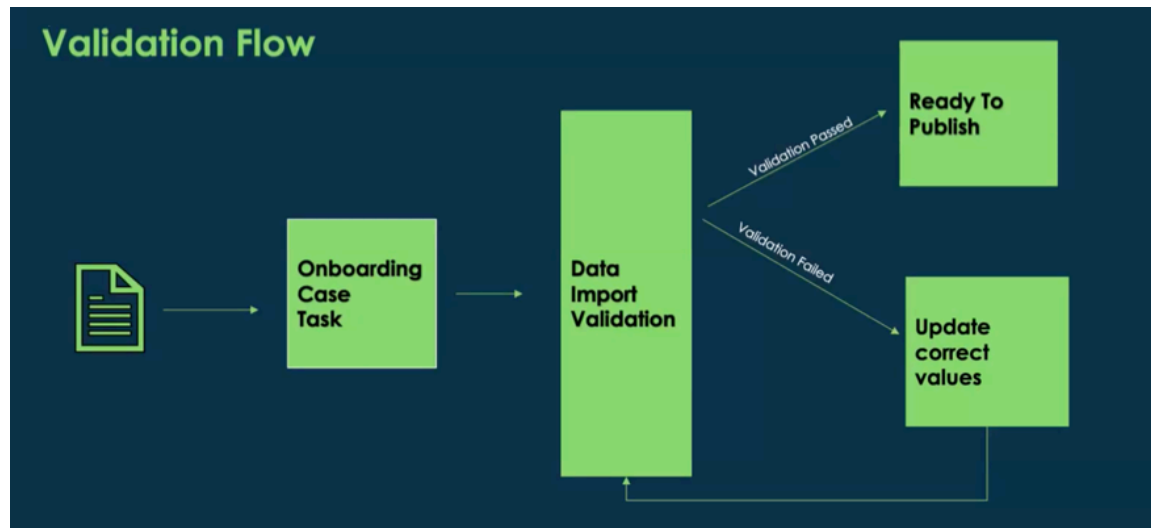 Validation Flow
Onboarding
Case
Task
Data
Import
Validation
Validation Passed
Ready To
Publish
Validation Failed
Update
correct
values